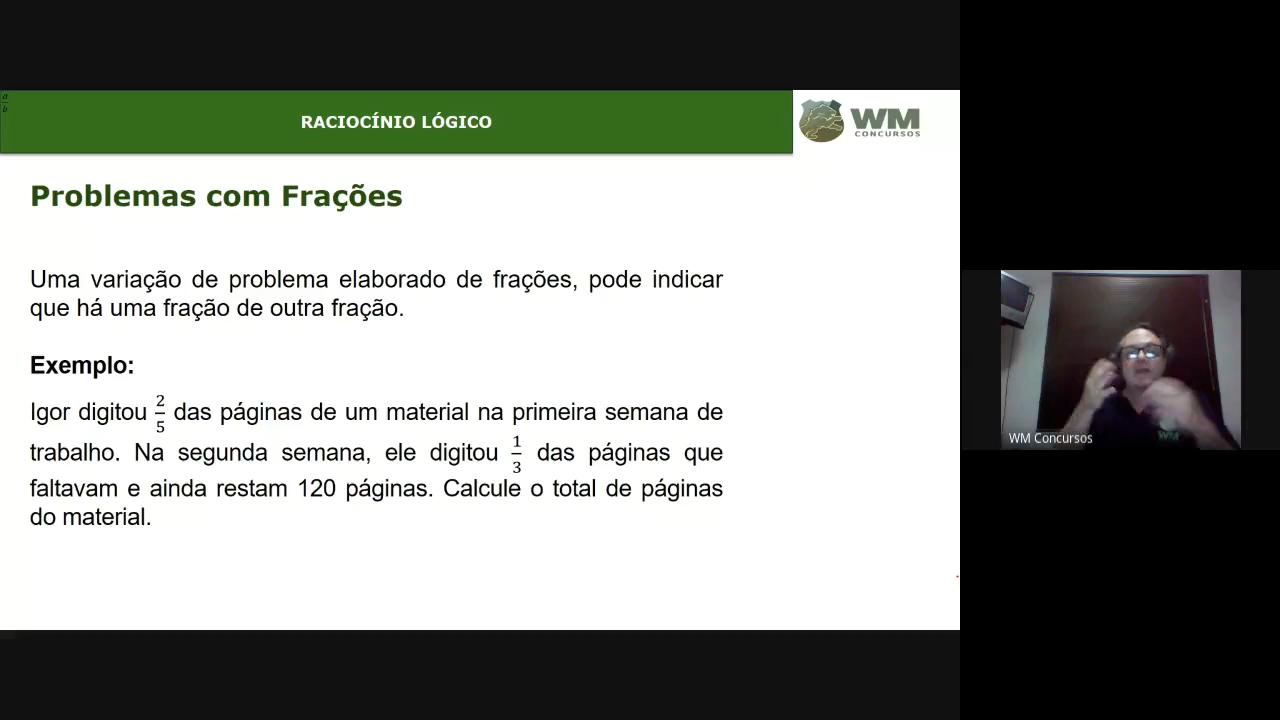 a
b
RACIOCÍNIO LÓGICO
WM
CONCURSOS
Problemas com Frações
Uma variação de problema elaborado de frações, pode indicar
que há uma fração de outra fração.
Exemplo:
Igor digitou 2/5 das páginas de um material na primeira semana de
trabalho. Na segunda semana, ele digitou 1/3 das páginas que
faltavam e ainda restam 120 páginas. Calcule o total de páginas
do material.
WM Concursos
WM